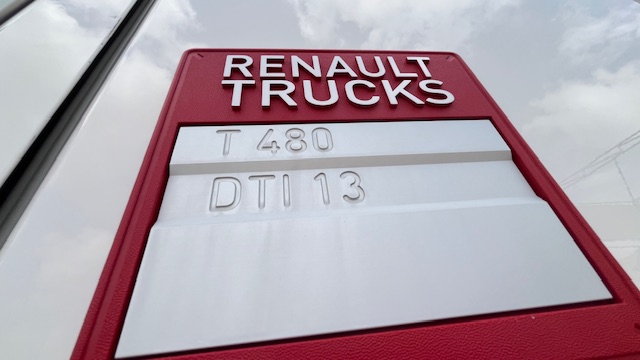 RENAULT
TRUCKS
T 480
DTI 13